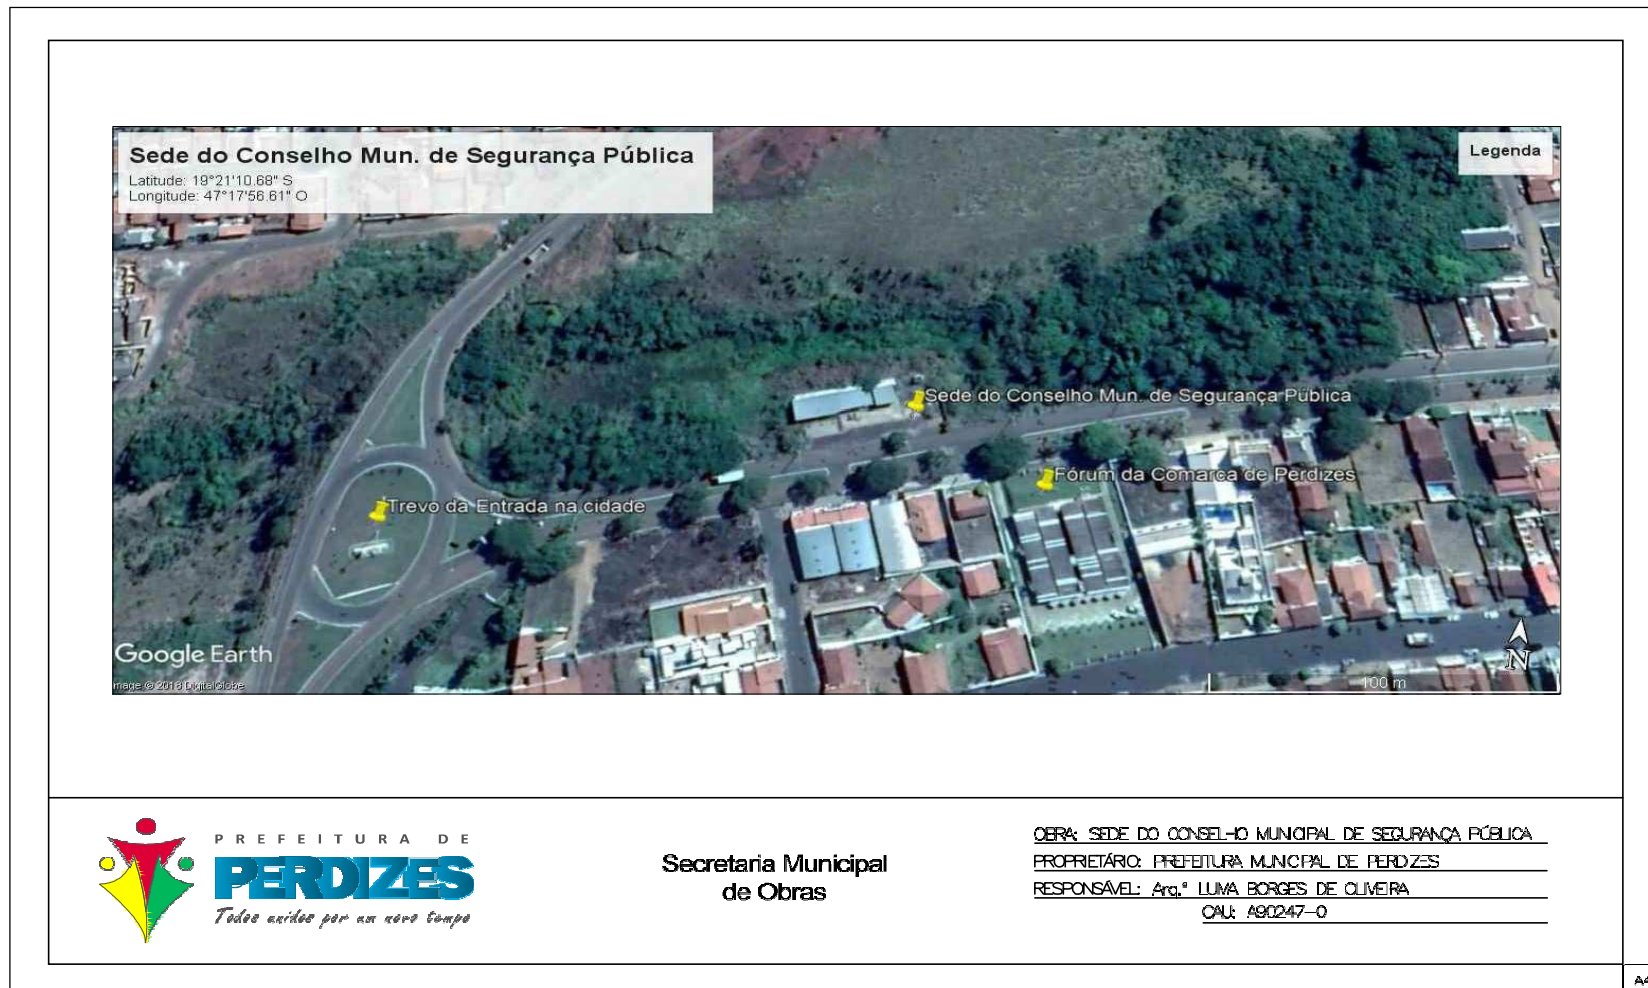 Sede do Conselho Mun. de Segurança Pública
Latitude: 19°21'10.68" S
Longitude: 47°17'56.61" O
Legenda
Sede do Conselho Mun. de Segurança Pública
Fórum da Comarca de Perdizes
Trevo da Entrada na cidade
Google Earth
Image © 2018 DigitalGlobe
N
100 m
PREFEITURA DE
PERDIZES
Todos unidos por um novo tempo
Secretaria Municipal
de Obras
OBRA: SEDE DO CONSELHO MUNICIPAL DE SEGURANÇA PÚBLICA
PROPRIETÁRIO: PREFEITURA MUNICIPAL DE PERDIZES
RESPONSÁVEL: Arq.ª LUMA BORGES DE OLIVEIRA
CAU: A90247-0
A4